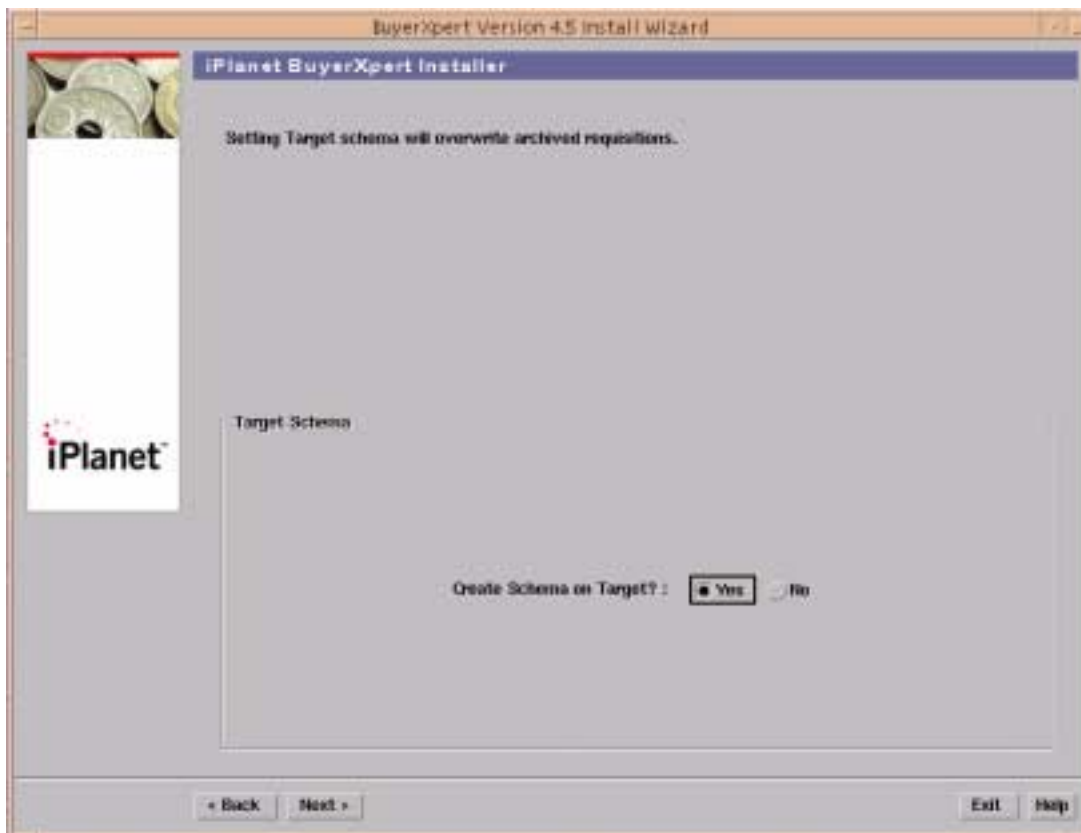 BuyerXpert Version 4.5 Install Wizard
iPlanet BuyerXpert Installer
Setting Target schema will overwrite archived requisitions.
iPlanet™
Target Schema
Create Schema on Target? : Yes No
< Back Next > Exit Help